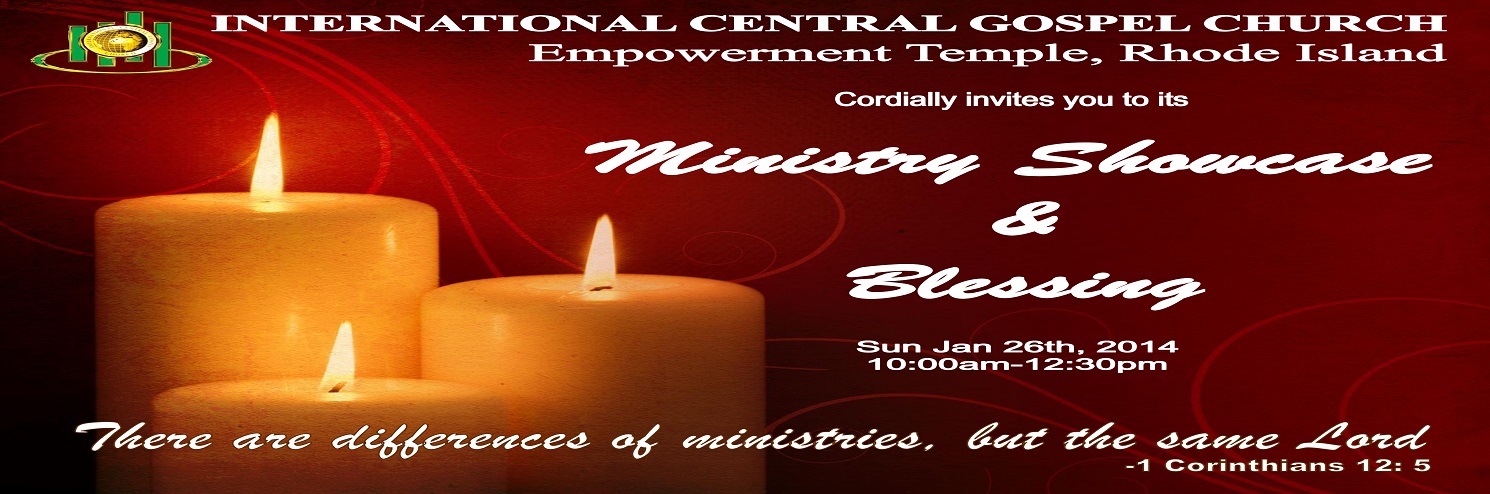 INTERNATIONAL CENTRAL GOSPEL CHURCH
Empowerment Temple, Rhode Island
Cordially invites you to its
Ministry Showcase
&
Blessing
Sun Jan 26th, 2014
10:00am-12:30pm
There are differences of ministries, but the same Lord
-1 Corinthians 12: 5